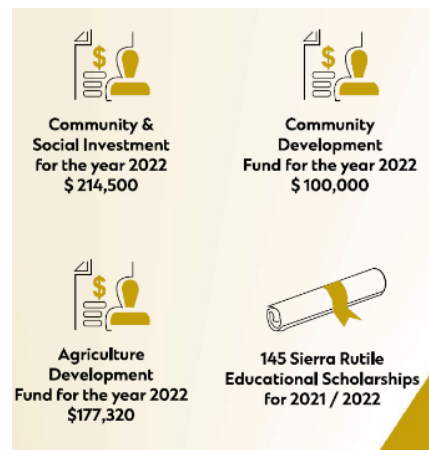 Community &
Social Investment
for the year 2022
$ 214,500
Community
Development
Fund for the year 2022
$ 100,000
Agriculture
Development
Fund for the year 2022
$177,320
145 Sierra Rutile
Educational Scholarships
for 2021 / 2022